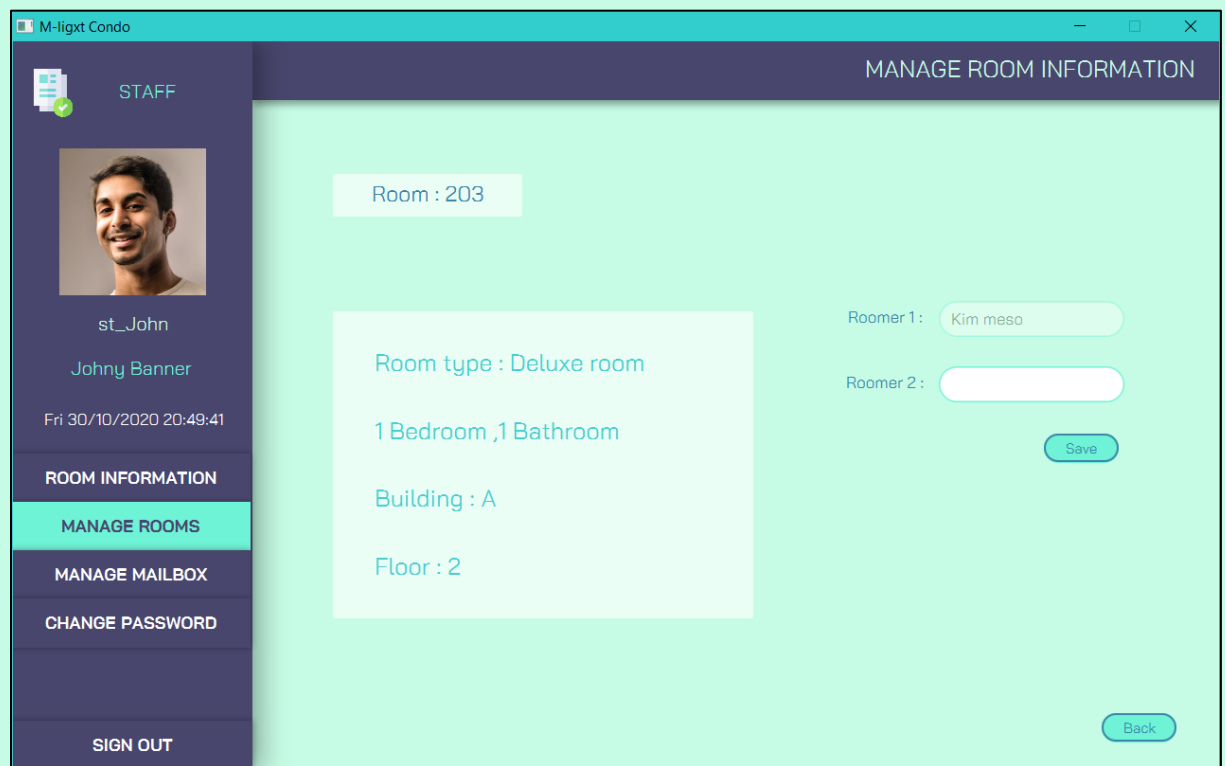 M-ligxt Condo
STAFF
MANAGE ROOM INFORMATION
st_John
Johny Banner
Fri 30/10/2020 20:49:41
ROOM INFORMATION
MANAGE ROOMS
MANAGE MAILBOX
CHANGE PASSWORD
SIGN OUT
Room : 203
Room type : Deluxe room
1 Bedroom ,1 Bathroom
Building : A
Floor : 2
Roomer 1 : Kim meso
Roomer 2 :
Save
Back